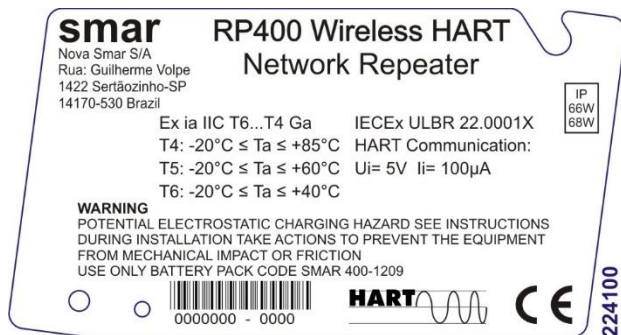 smar
Nova Smar S/A
Rua: Guilherme Volpe
1422 Sertãozinho-SP
14170-530 Brazil
RP400 Wireless HART
Network Repeater
IP
66W
68W
Ex ia IIC T6...T4 Ga
T4: -20°C ≤ Ta ≤ +85°C
T5: -20°C ≤ Ta ≤ +60°C
T6: -20°C ≤ Ta ≤ +40°C
IECEx ULBR 22.0001X
HART Communication:
Ui= 5V Ii= 100µA
WARNING
POTENTIAL ELECTROSTATIC CHARGING HAZARD SEE INSTRUCTIONS
DURING INSTALLATION TAKE ACTIONS TO PREVENT THE EQUIPMENT
FROM MECHANICAL IMPACT OR FRICTION
USE ONLY BATTERY PACK CODE SMAR 400-1209
0000000 - 0000
HART
CE
224100